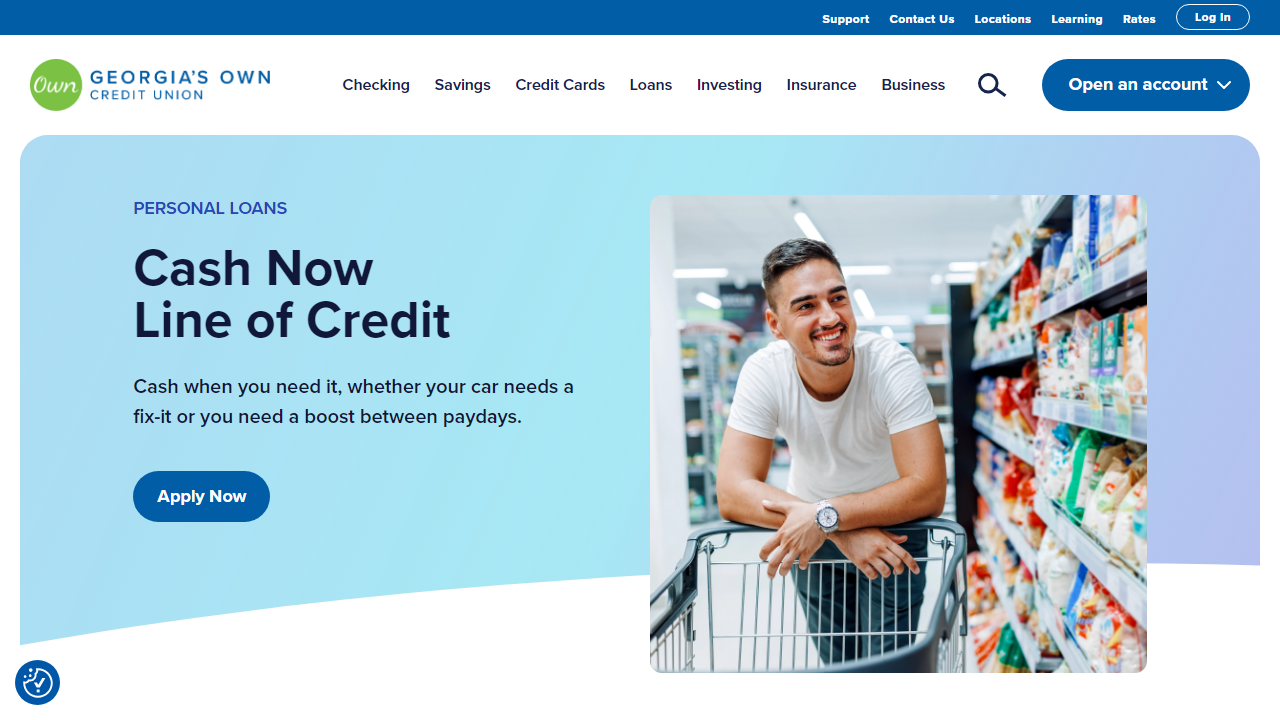 Support Contact Us Locations Learning Rates Log In
Own GEORGIA'S OWN
CREDIT UNION
Checking Savings Credit Cards Loans Investing Insurance Business Open an account
PERSONAL LOANS
Cash Now
Line of Credit
Cash when you need it, whether your car needs a
fix-it or you need a boost between paydays.
Apply Now